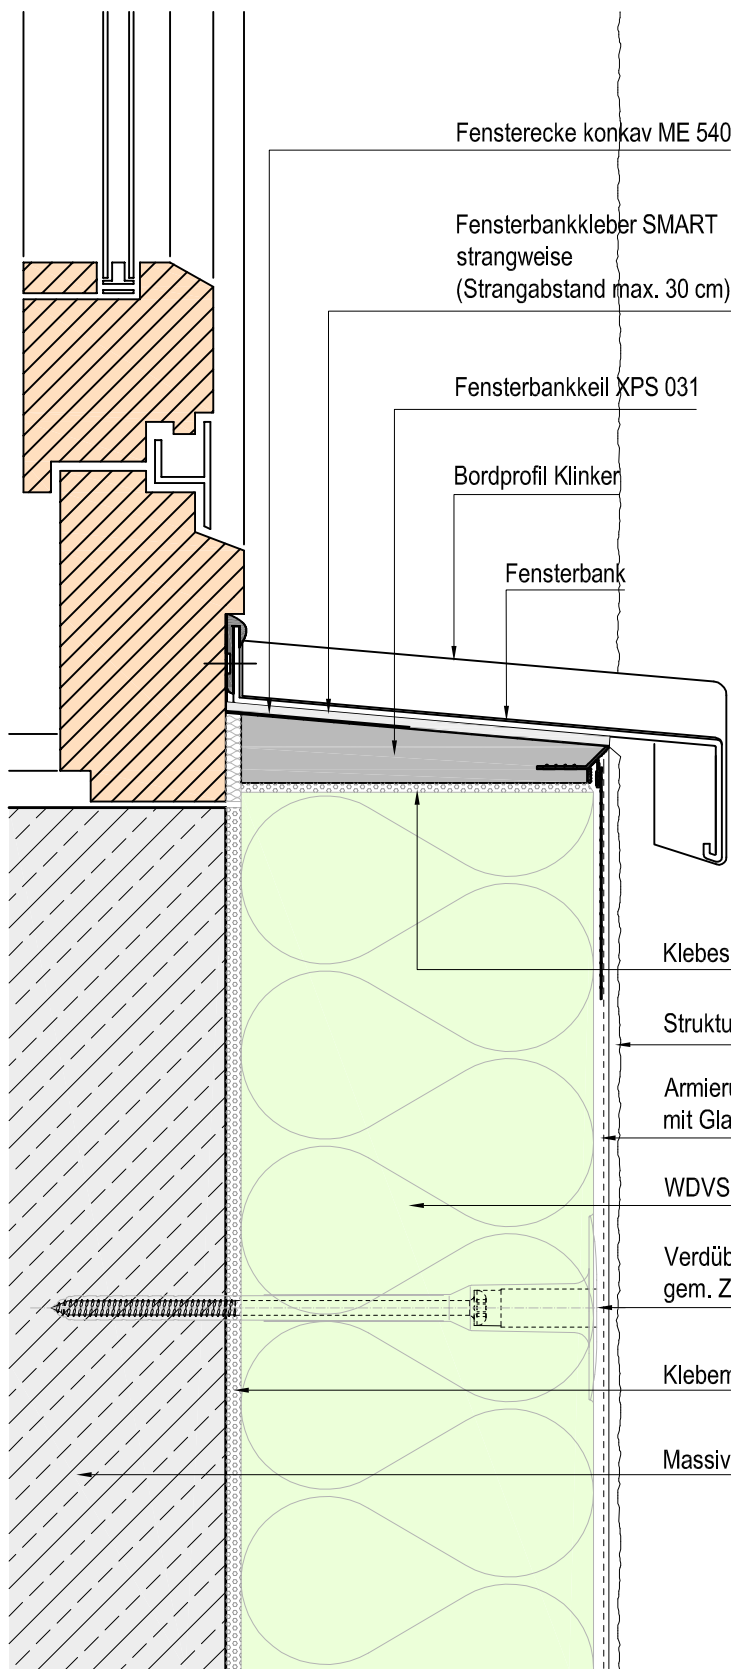 Fensterecke konkav ME 540
Fensterbankkleber SMART
strangweise
(Strangabstand max. 30 cm)
Fensterbankkeil XPS 031
Bordprofil Klinker
Fensterbank
Klebes
Struktu
Armieru
mit Gla
WDVS
Verdüb
gem. Z
Klebem
Massiv